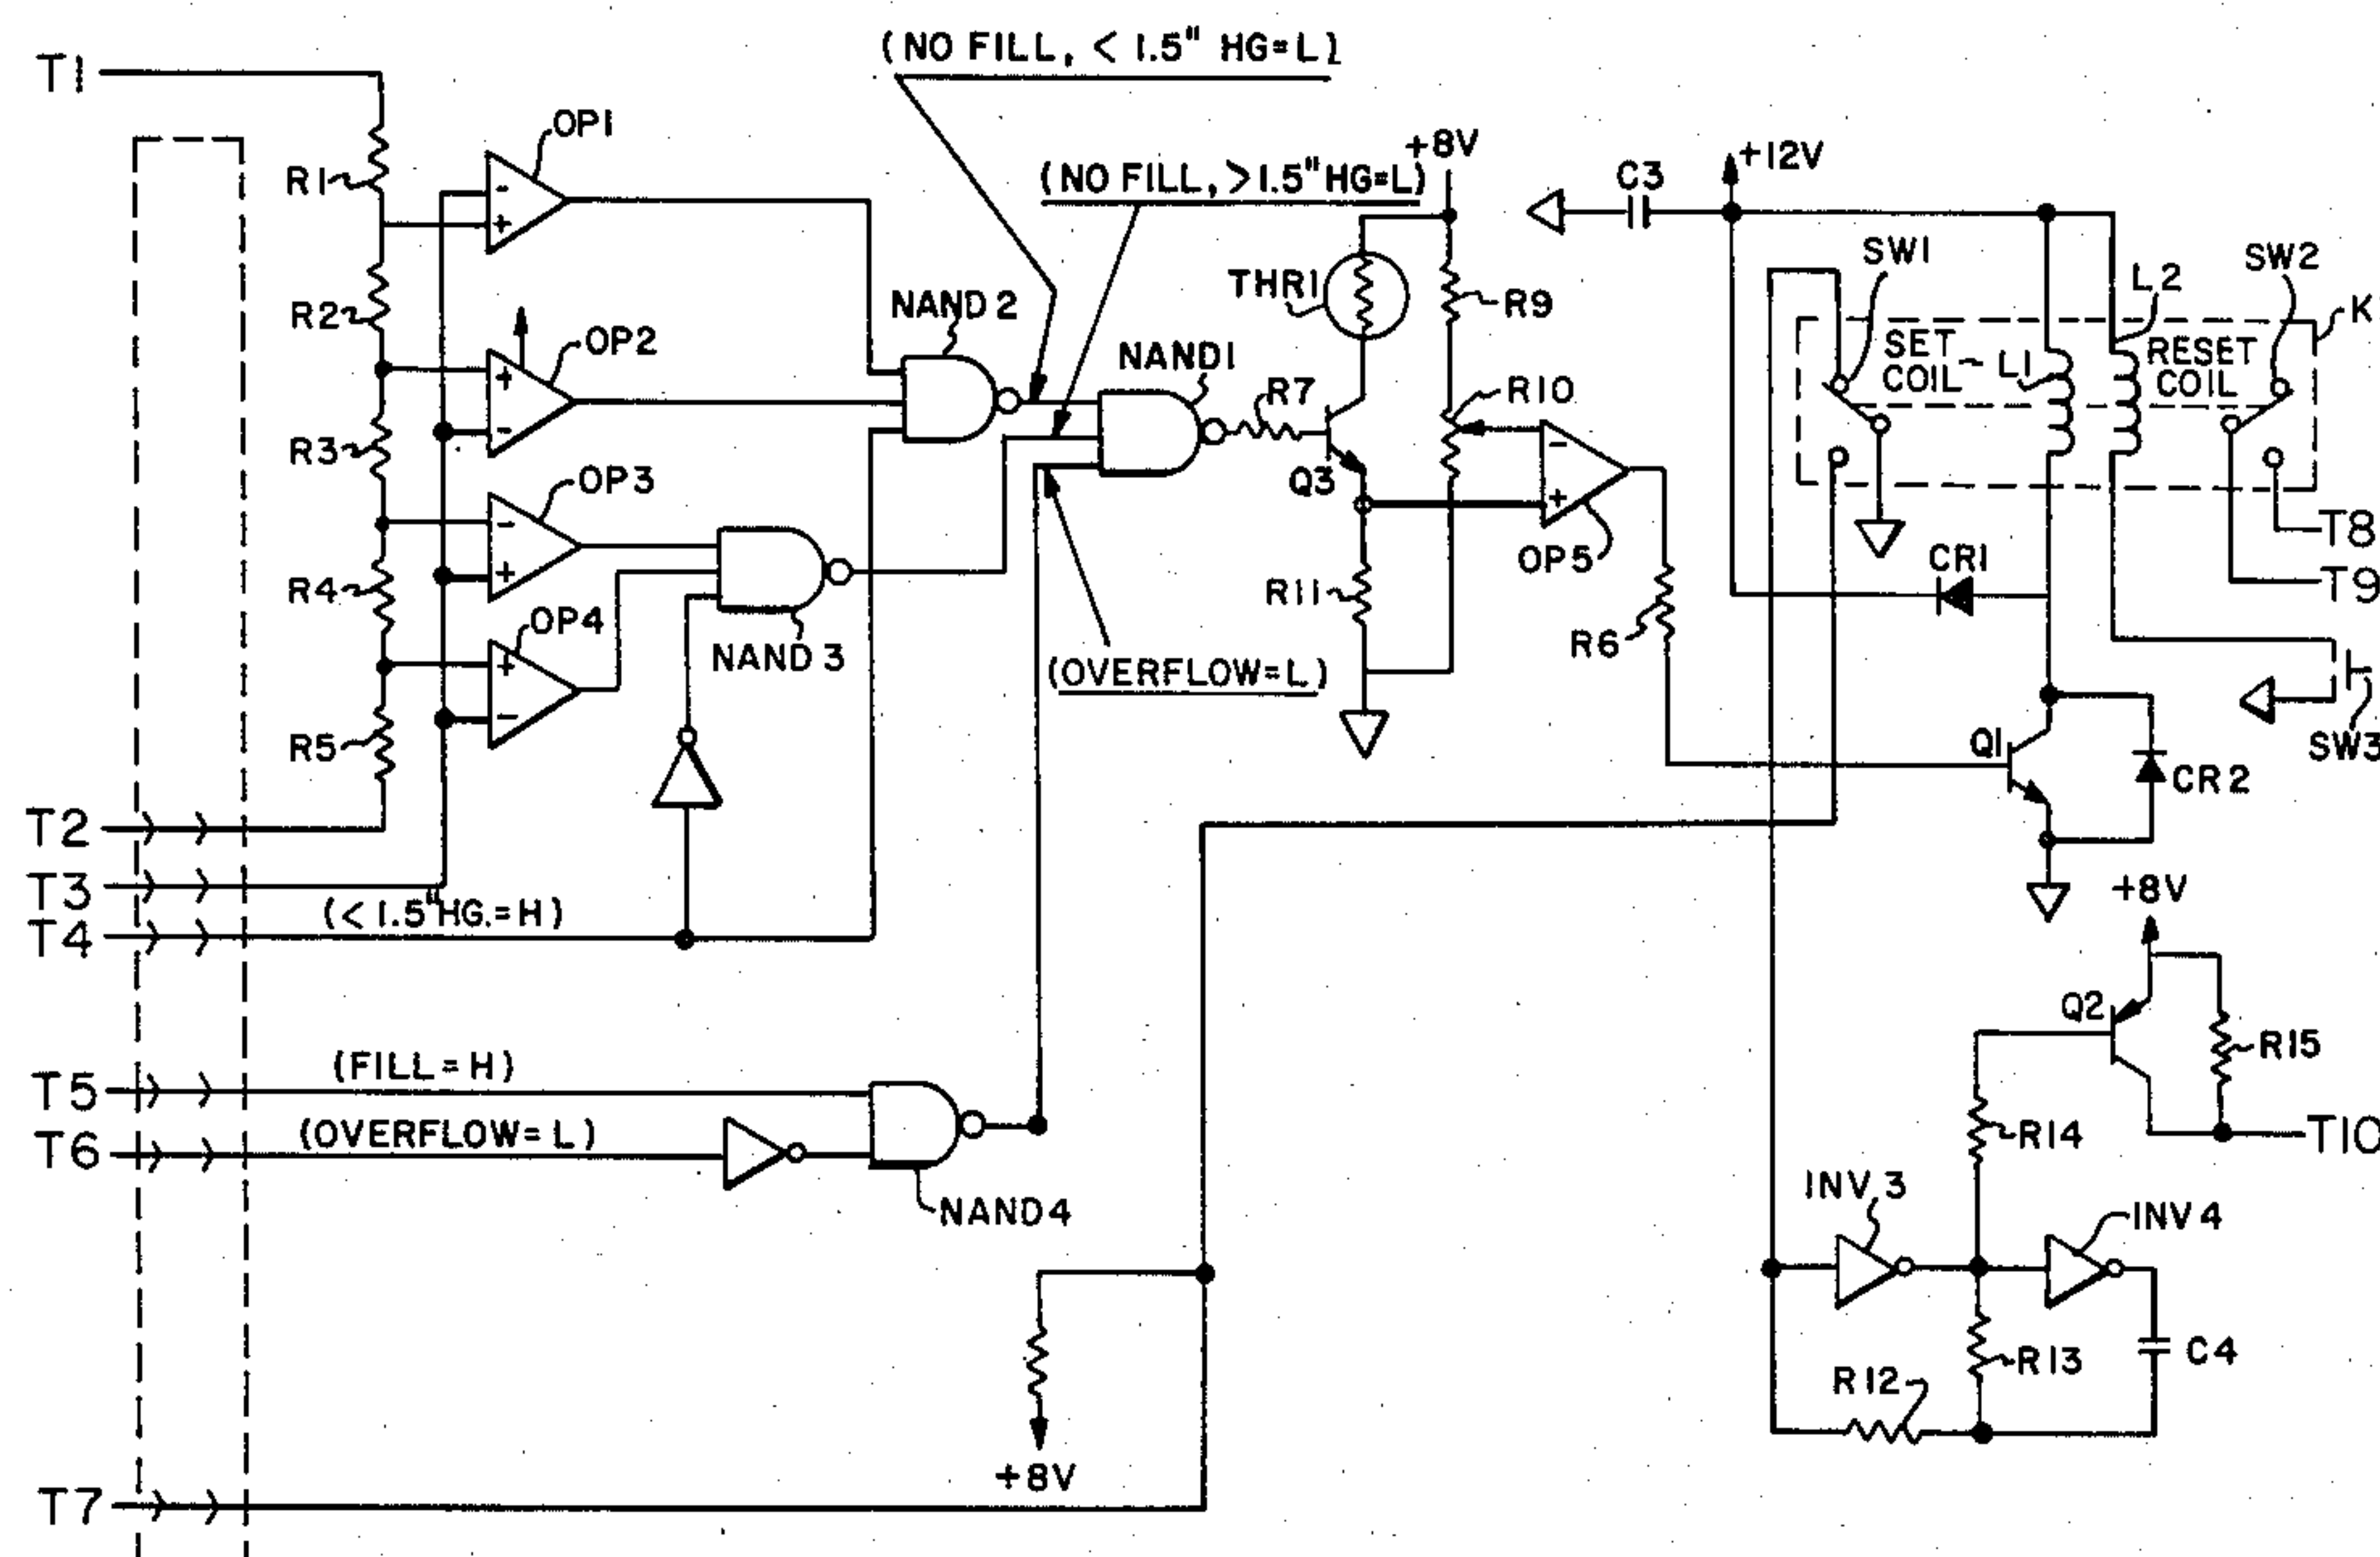 (NO FILL, < 1.5" HG=L)
T1
OP1
+8V
+12V
C3
(NO FILL, >1.5"HG=L)
R1
-
+
SW1
SW2
L2
THR1
R9
K
R2
OP2
NAND 2
NAND1
SET
COIL
L1
RESET
COIL
+
-
R7
R10
R3
OP3
Q3
-
+
T8
-
+
OP5
CR1
T9
R4
R11
OP4
NAND 3
R6
+
-
(OVERFLOW=L)
R5
Q1
SW3
CR2
T2
T3
(< 1.5"HG.=H)
+8V
T4
Q2
R15
(FILL=H)
T5
(OVERFLOW=L)
R14
T10
T6
INV.3
INV4
NAND4
R13
C4
R12
+8V
T7